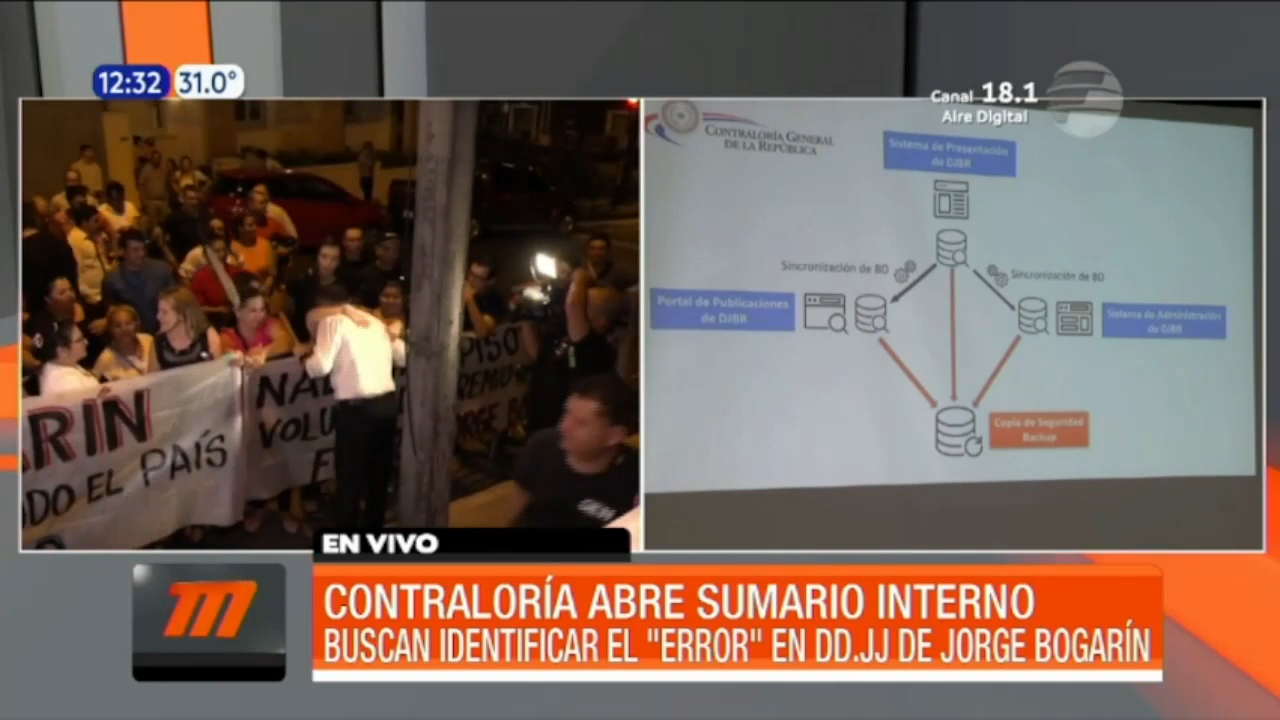 12:32 31.0°
Canal 18.1
Aire Digital
CONTRALORÍA GENERAL
DE LA REPÚBLICA
Sistema de Presentación
de DJBR
Sincronización de BD
Sincronización de BD
Portal de Publicaciones
de DJBR
Sistema de Administración
de DJBR
Copia de Seguridad
Backup
ARIN
DO EL PAÍS
NA
VOLU
E
PISO
JORGE B
EN VIVO
m
CONTRALORÍA ABRE SUMARIO INTERNO
BUSCAN IDENTIFICAR EL "ERROR" EN DD.JJ DE JORGE BOGARÍN